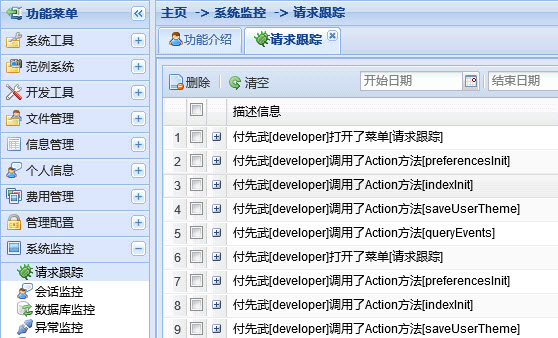 功能菜单
系统工具
范例系统
开发工具
文件管理
信息管理
个人信息
费用管理
管理配置
系统监控
请求跟踪
会话监控
数据库监控
异常监控
主页 -> 系统监控 -> 请求跟踪
功能介绍 请求跟踪
删除 清空 开始日期 结束日期
描述信息
1 付先武[developer]打开了菜单[请求跟踪]
2 付先武[developer]调用了Action方法[preferencesInit]
3 付先武[developer]调用了Action方法[indexInit]
4 付先武[developer]调用了Action方法[saveUserTheme]
5 付先武[developer]调用了Action方法[queryEvents]
6 付先武[developer]打开了菜单[请求跟踪]
7 付先武[developer]调用了Action方法[preferencesInit]
8 付先武[developer]调用了Action方法[indexInit]
9 付先武[developer]调用了Action方法[saveUserTheme]